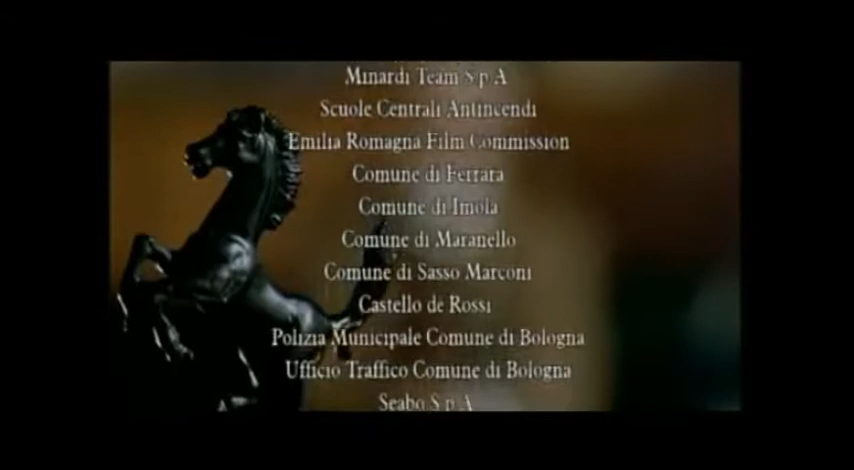 Minardi Team S p A
Scuole Centrali Antincendi
Emilia Romagna Film Commission
Comune di Ferrara
Comune di Imola
Comune di Maranello
Comune di Sasso Marconi
Castello de Rossi
Polizia Municipale Comune di Bologna
Ufficio Traffico Comune di Bologna
Seabo S p A